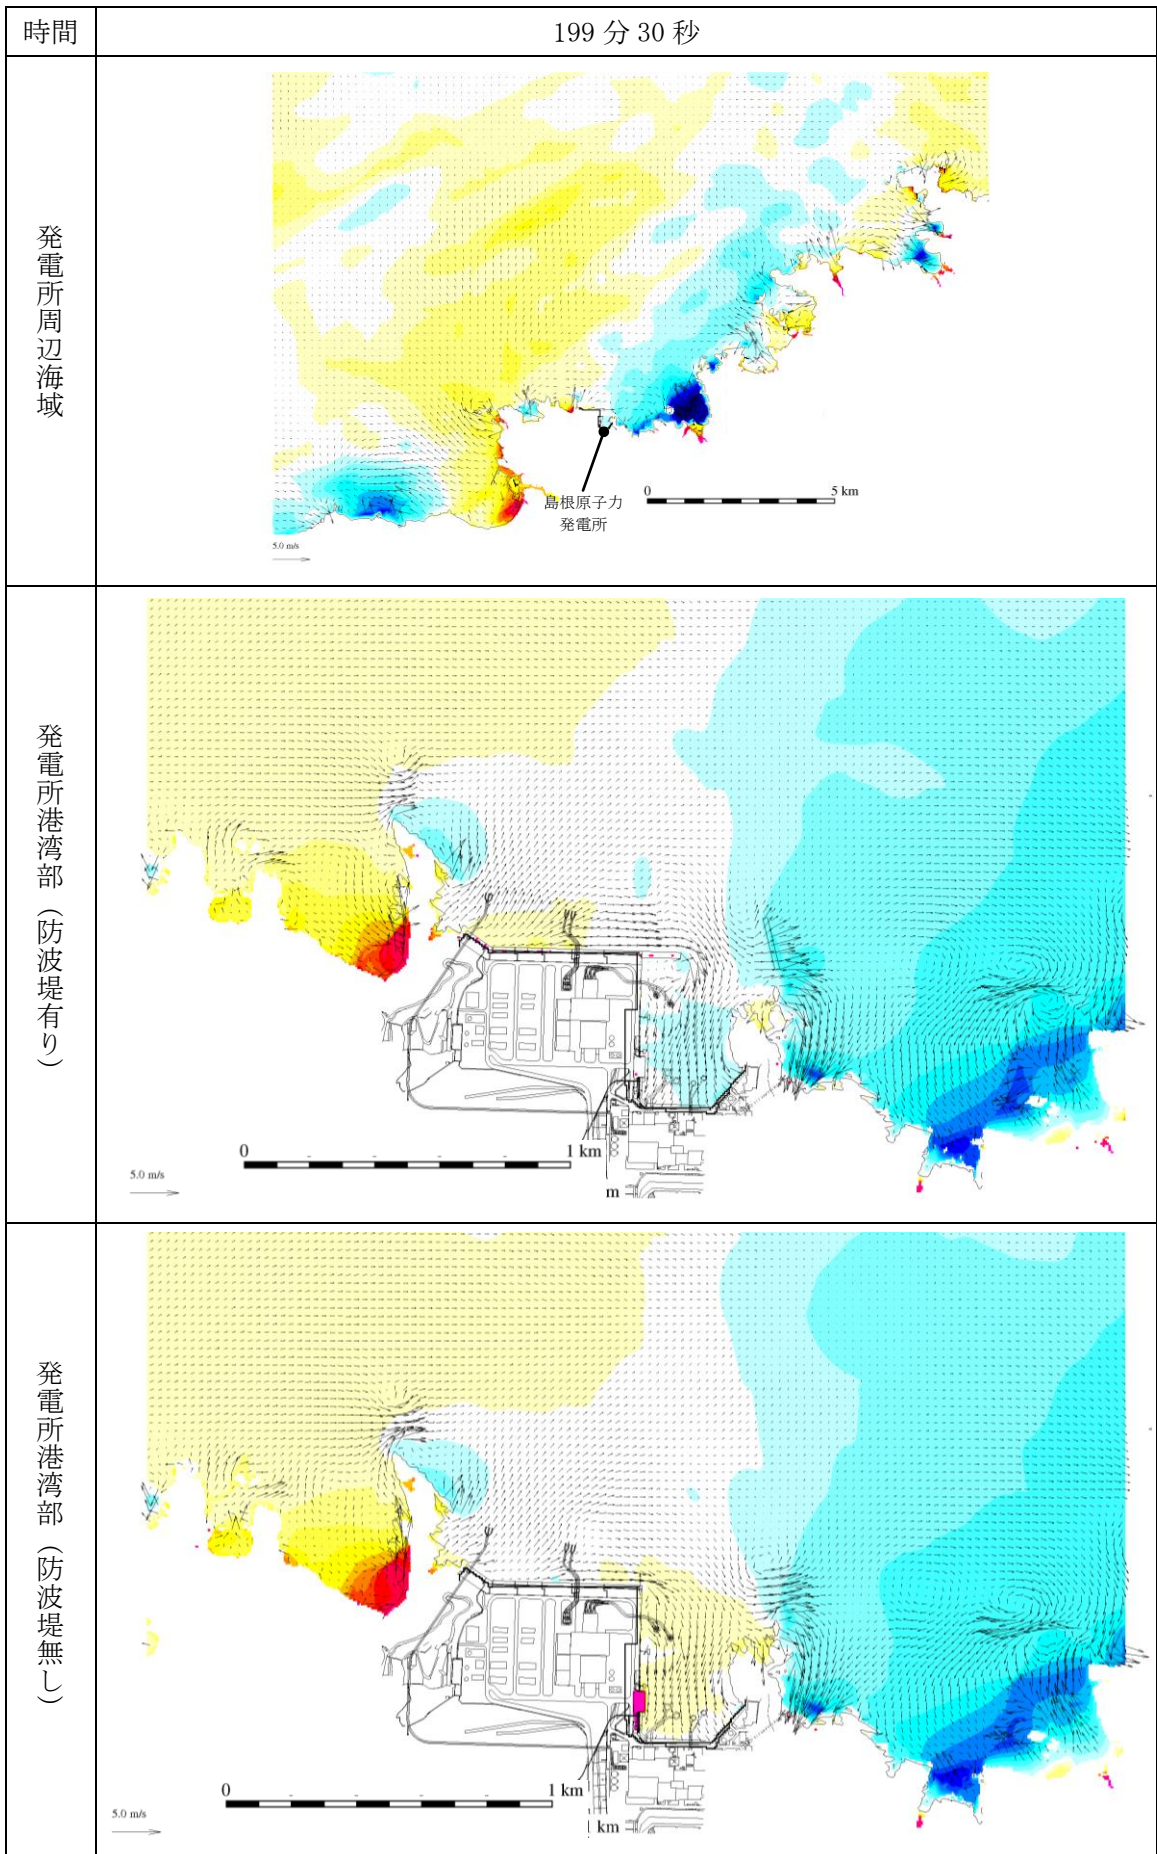 時間
199 分 30 秒
発電所周辺海域
島根原子力
発電所
0
5 km
5.0 m/s
発電所港湾部（防波堤有り）
0
1 km
5.0 m/s
m
発電所港湾部（防波堤無し）
0
1 km
5.0 m/s
km